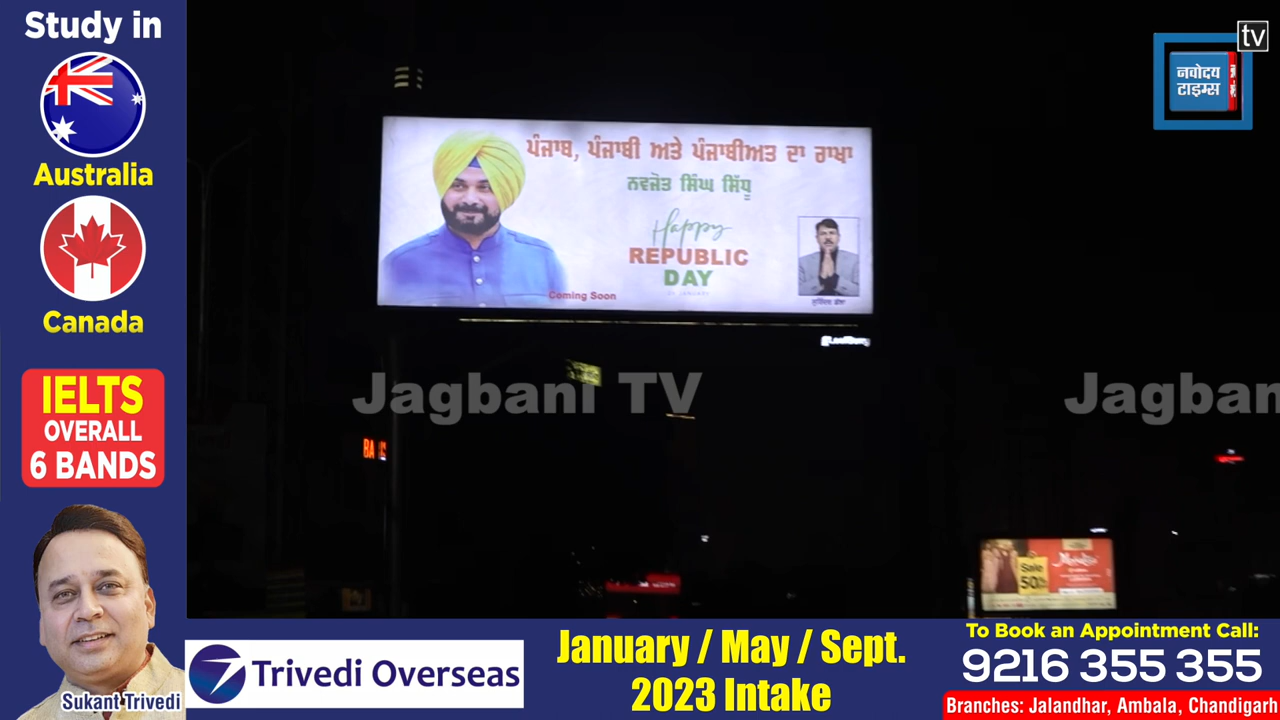 Study in
Australia
Canada
IELTS
OVERALL
6 BANDS
Sukant Trivedi
ਪੰਜਾਬ, ਪੰਜਾਬੀ ਅਤੇ ਪੰਜਾਬੀਅਤ ਦਾ ਰਾਖਾ
ਨਵਜੋਤ ਸਿੰਘ ਸਿੱਧੂ
Happy
REPUBLIC
DAY
Coming Soon
tv
नवोदय
टाइम्स
Jagbani TV
Jagban
Sale
50%
Trivedi Overseas
January / May / Sept.
2023 Intake
To Book an Appointment Call:
9216 355 355
Branches: Jalandhar, Ambala, Chandigarh